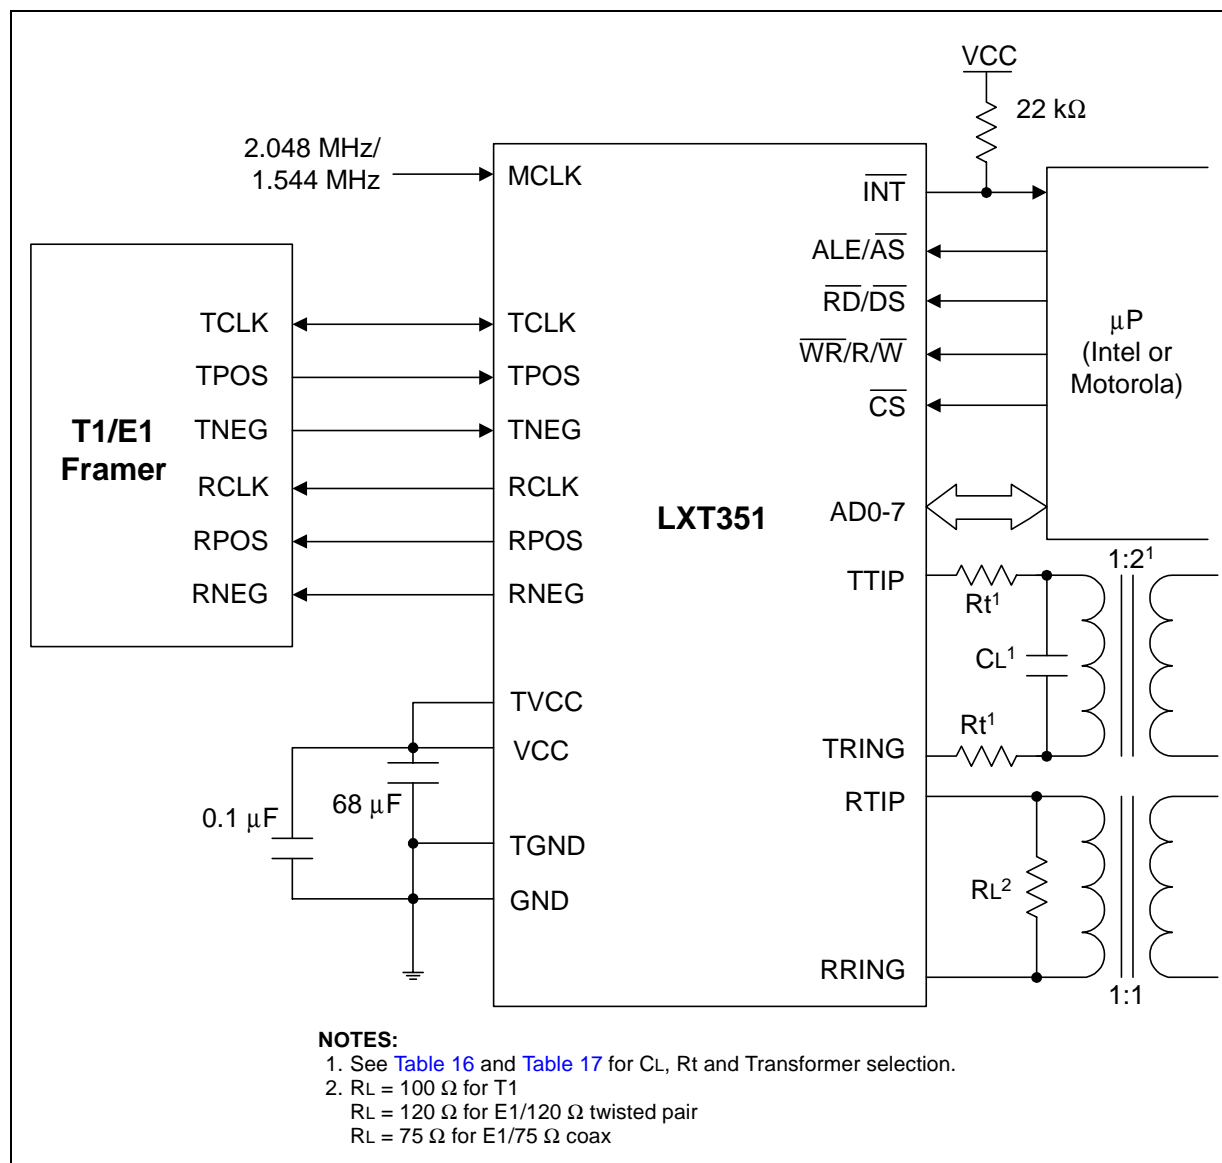 VCC
22 kΩ
2.048 MHz/
1.544 MHz
MCLK
INT
ALE/AS
RD/DS
WR/R/W
CS
AD0-7
μP
(Intel or
Motorola)
T1/E1
Framer
TCLK
TPOS
TNEG
RCLK
RPOS
RNEG
TCLK
TPOS
TNEG
RCLK
RPOS
RNEG
LXT351
TTIP
Rt¹
1:2¹
CL¹
TRING
Rt¹
TVCC
VCC
68 μF
0.1 μF
TGND
GND
RTIP
RL²
RRING
1:1
NOTES:
1. See Table 16 and Table 17 for CL, Rt and Transformer selection.
2. RL = 100 Ω for T1
RL = 120 Ω for E1/120 Ω twisted pair
RL = 75 Ω for E1/75 Ω coax